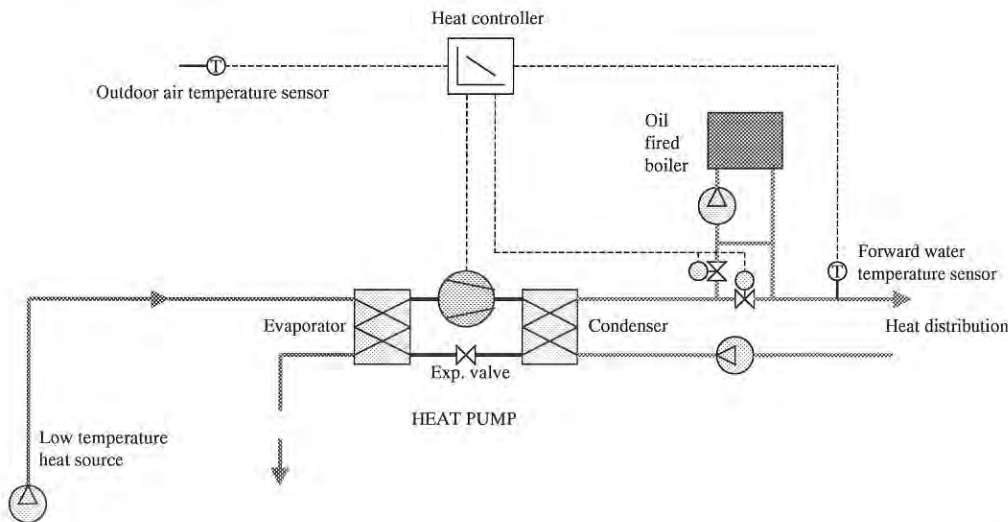 Heat controller
T
Outdoor air temperature sensor
Oil
fired
boiler
T
Forward water
temperature sensor
Evaporator
Condenser
Heat distribution
Exp. valve
HEAT PUMP
Low temperature
heat source